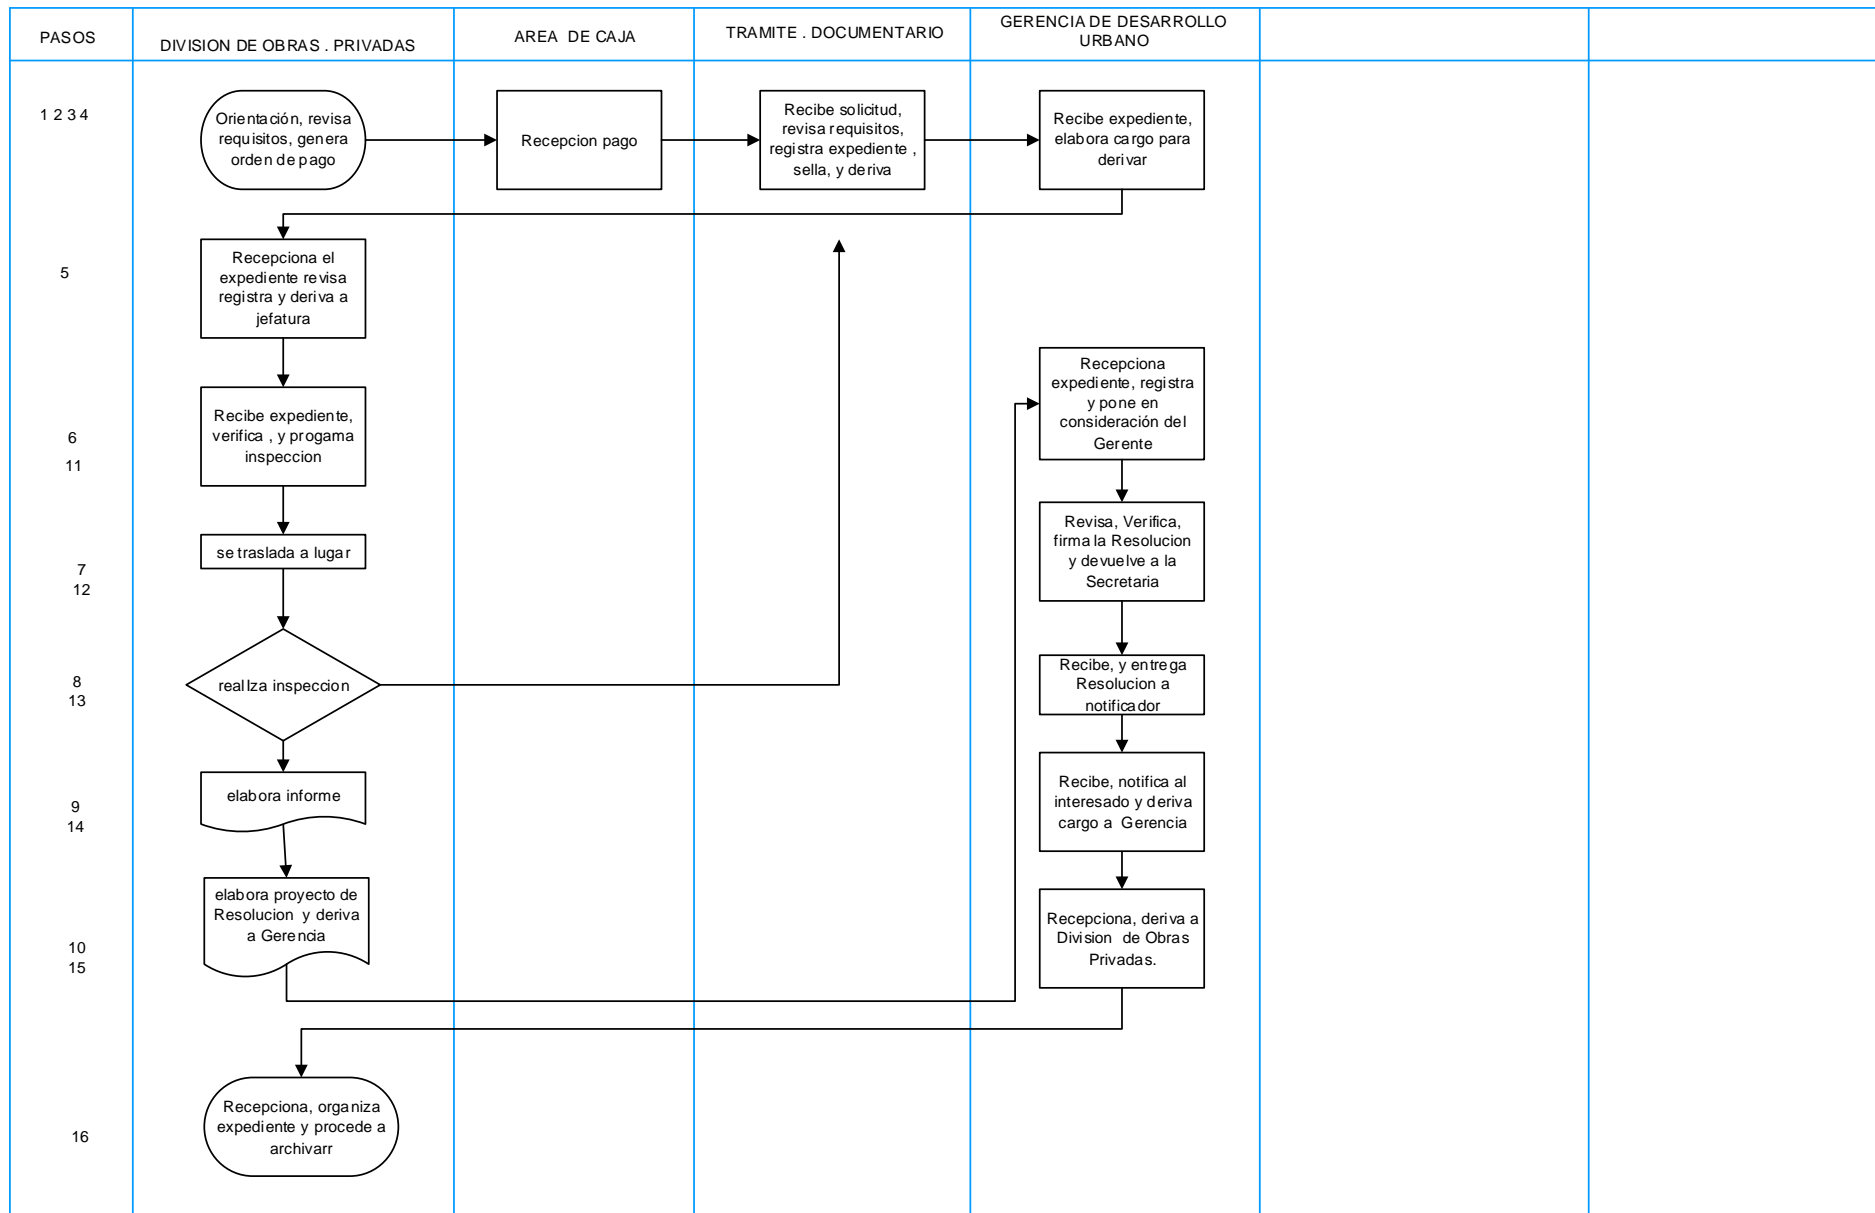 PASOS
DIVISION DE OBRAS . PRIVADAS
AREA DE CAJA
TRAMITE . DOCUMENTARIO
GERENCIA DE DESARROLLO
URBANO
1 2 3 4
Orientación, revisa
requisitos, genera
orden de pago
Recepcion pago
Recibe solicitud,
revisa requisitos,
registra expediente ,
sella, y deriva
Recibe expediente,
elabora cargo para
derivar
5
Recepciona el
expediente revisa
registra y deriva a
jefatura
6
11
Recibe expediente,
verifica , y progama
inspeccion
Recepciona
expediente, registra
y pone en
consideración del
Gerente
7
12
se traslada a lugar
Revisa, Verifica,
firma la Resolucion
y devuelve a la
Secretaria
8
13
realIza inspeccion
Recibe, y entrega
Resolucion a
notificador
9
14
elabora informe
Recibe, notifica al
interesado y deriva
cargo a Gerencia
10
15
elabora proyecto de
Resolucion y deriva
a Gerencia
Recepciona, deriva a
Division de Obras
Privadas.
16
Recepciona, organiza
expediente y procede a
archivarr